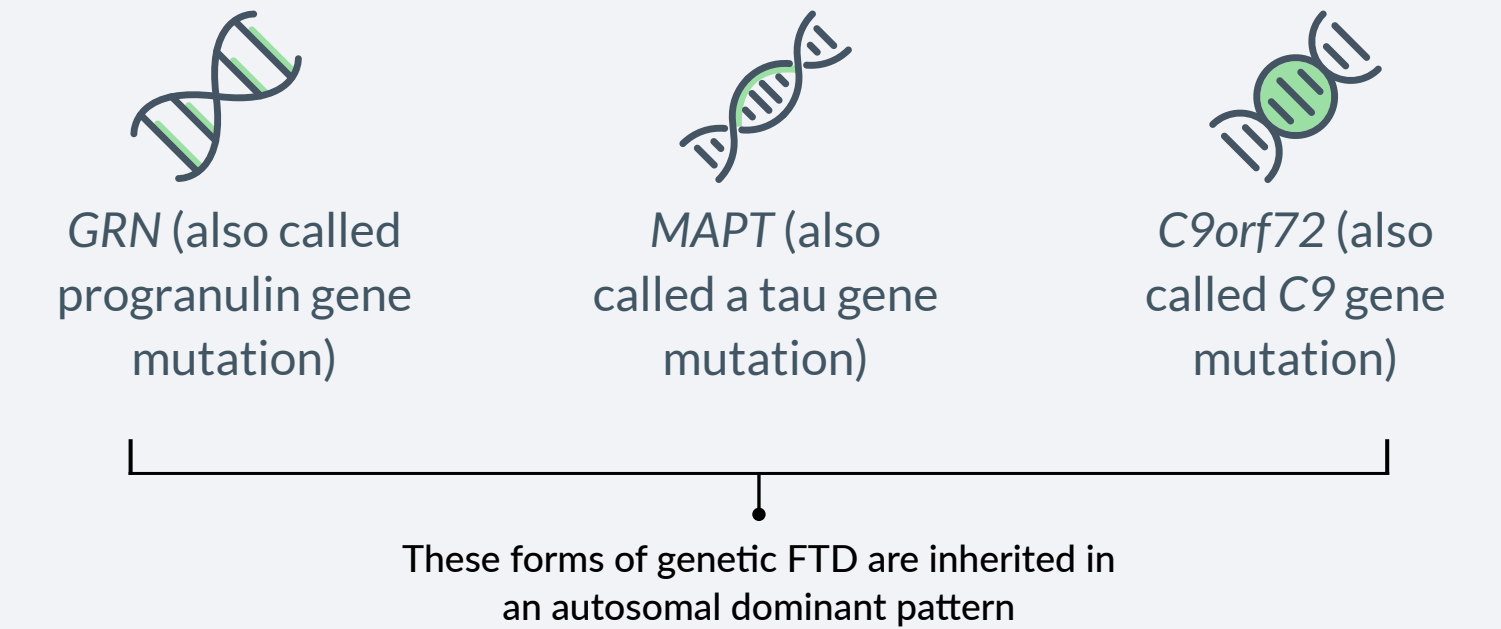 GRN (also called
progranulin gene
mutation)
MAPT (also
called a tau gene
mutation)
C9orf72 (also
called C9 gene
mutation)
These forms of genetic FTD are inherited in
an autosomal dominant pattern